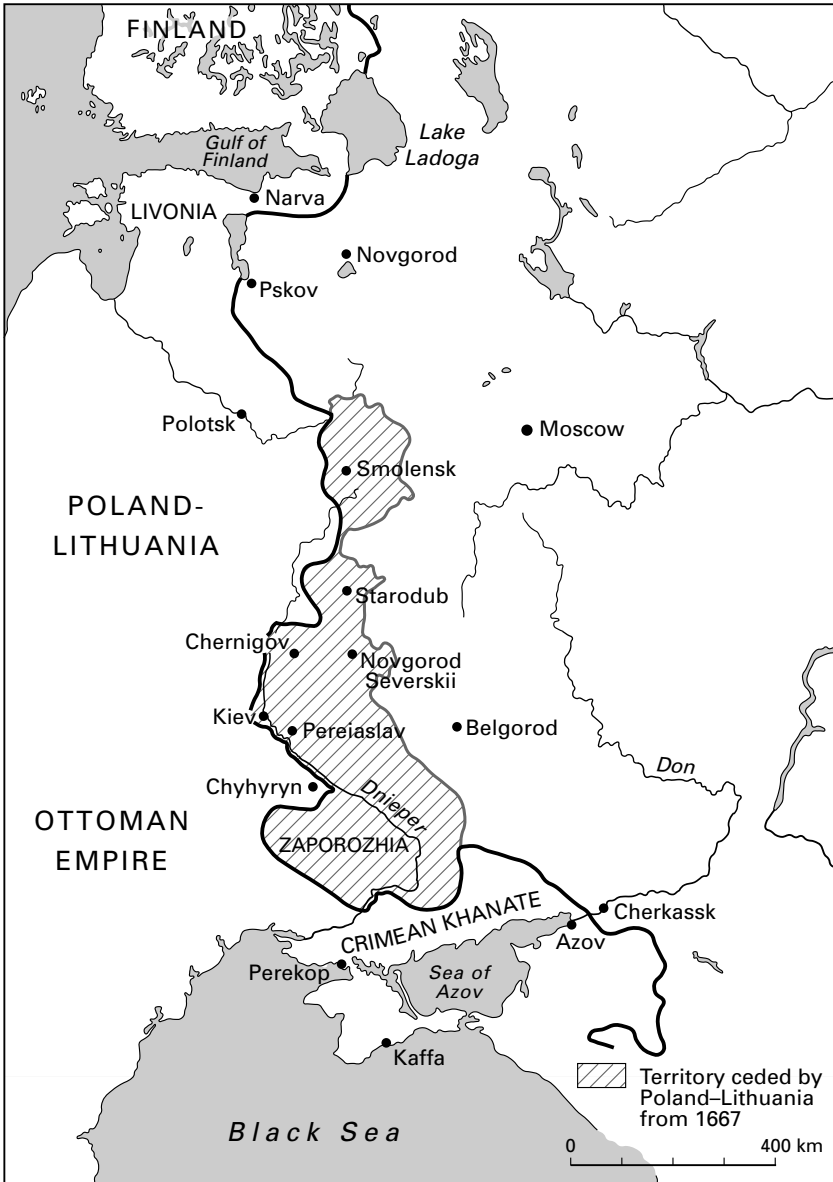 FINLAND
Lake
Ladoga
Gulf of
Finland
Narva
LIVONIA
Novgorod
Pskov
Polotsk
Moscow
Smolensk
POLAND-
LITHUANIA
Starodub
Chernigov
Novgorod
Severskii
Kiev
Pereiaslav
Belgorod
Don
Chyhyryn
Dnieper
OTTOMAN
EMPIRE
ZAPOROZHIA
CRIMEAN KHANATE
Cherkassk
Azov
Perekop
Sea of
Azov
Kaffa
Territory ceded by
Poland–Lithuania
from 1667
Black Sea
0 400 km